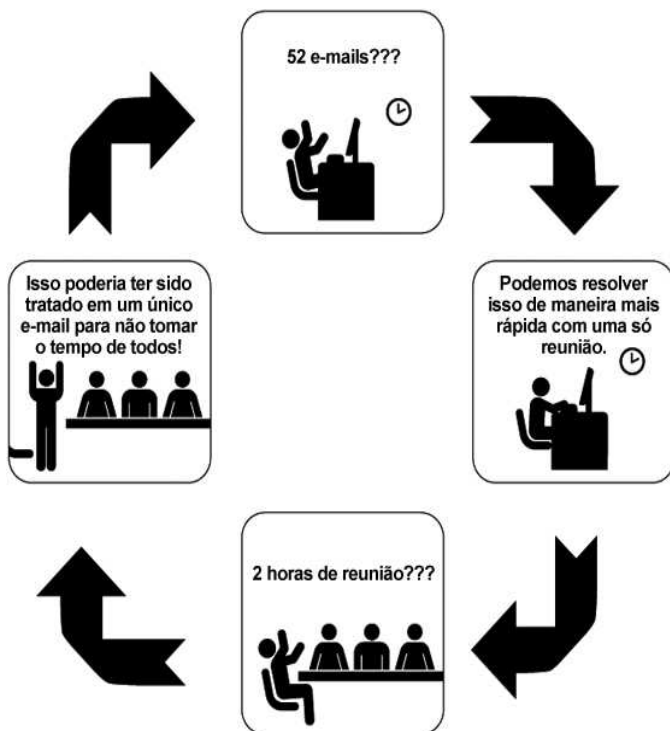 52 e-mails???
Podemos resolver
isso de maneira mais
rápida com uma só
reunião.
2 horas de reunião???
Isso poderia ter sido
tratado em um único
e-mail para não tomar
o tempo de todos!